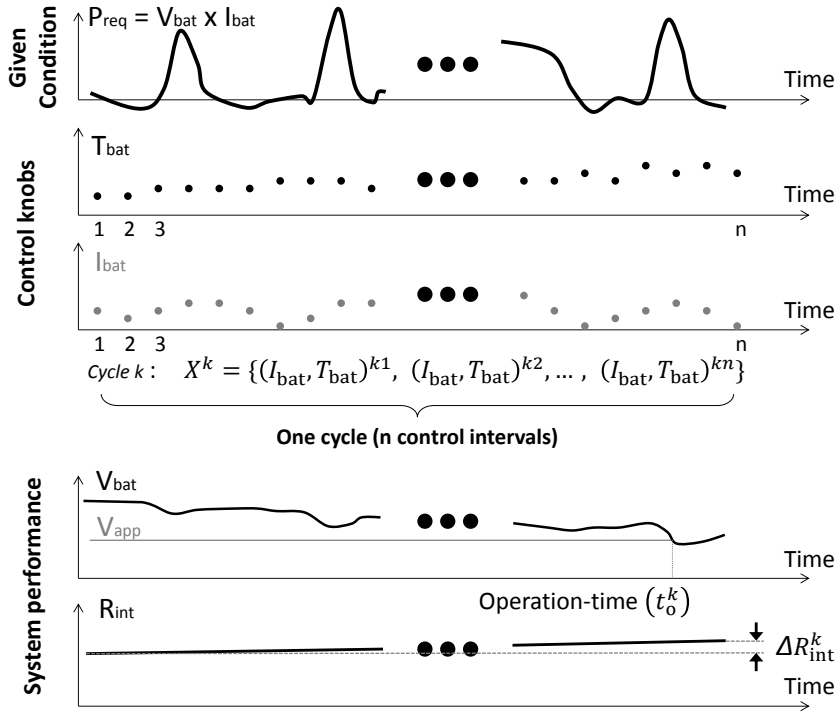 Given
Condition
P_req = V_bat x I_bat
Time
Control knobs
T_bat
Time
1 2 3 n
I_bat
Time
1 2 3 n
Cycle k : X^k = {(I_bat, T_bat)^k1, (I_bat, T_bat)^k2, … , (I_bat, T_bat)^kn}
One cycle (n control intervals)
System performance
V_bat
V_app
Time
Operation-time (t_o^k)
R_int
ΔR_int^k
Time